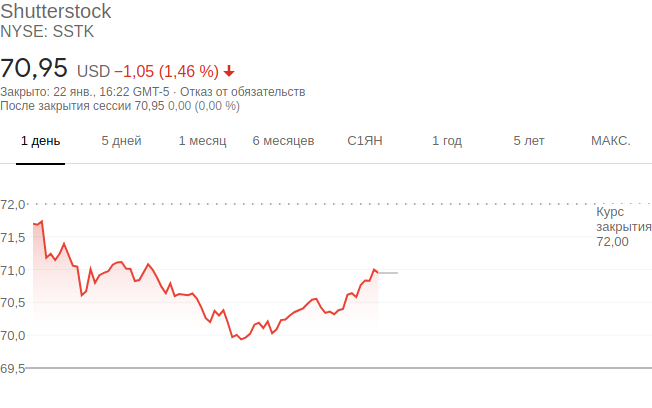 Shutterstock
NYSE: SSTK
70,95 USD −1,05 (1,46 %)
Закрыто: 22 янв., 16:22 GMT-5 · Отказ от обязательств
После закрытия сессии 70,95 0,00 (0,00 %)
1 день 5 дней 1 месяц 6 месяцев С1ЯН 1 год 5 лет МАКС.
72,0
Курс
закрытия
72,00
71,5
71,0
70,5
70,0
69,5